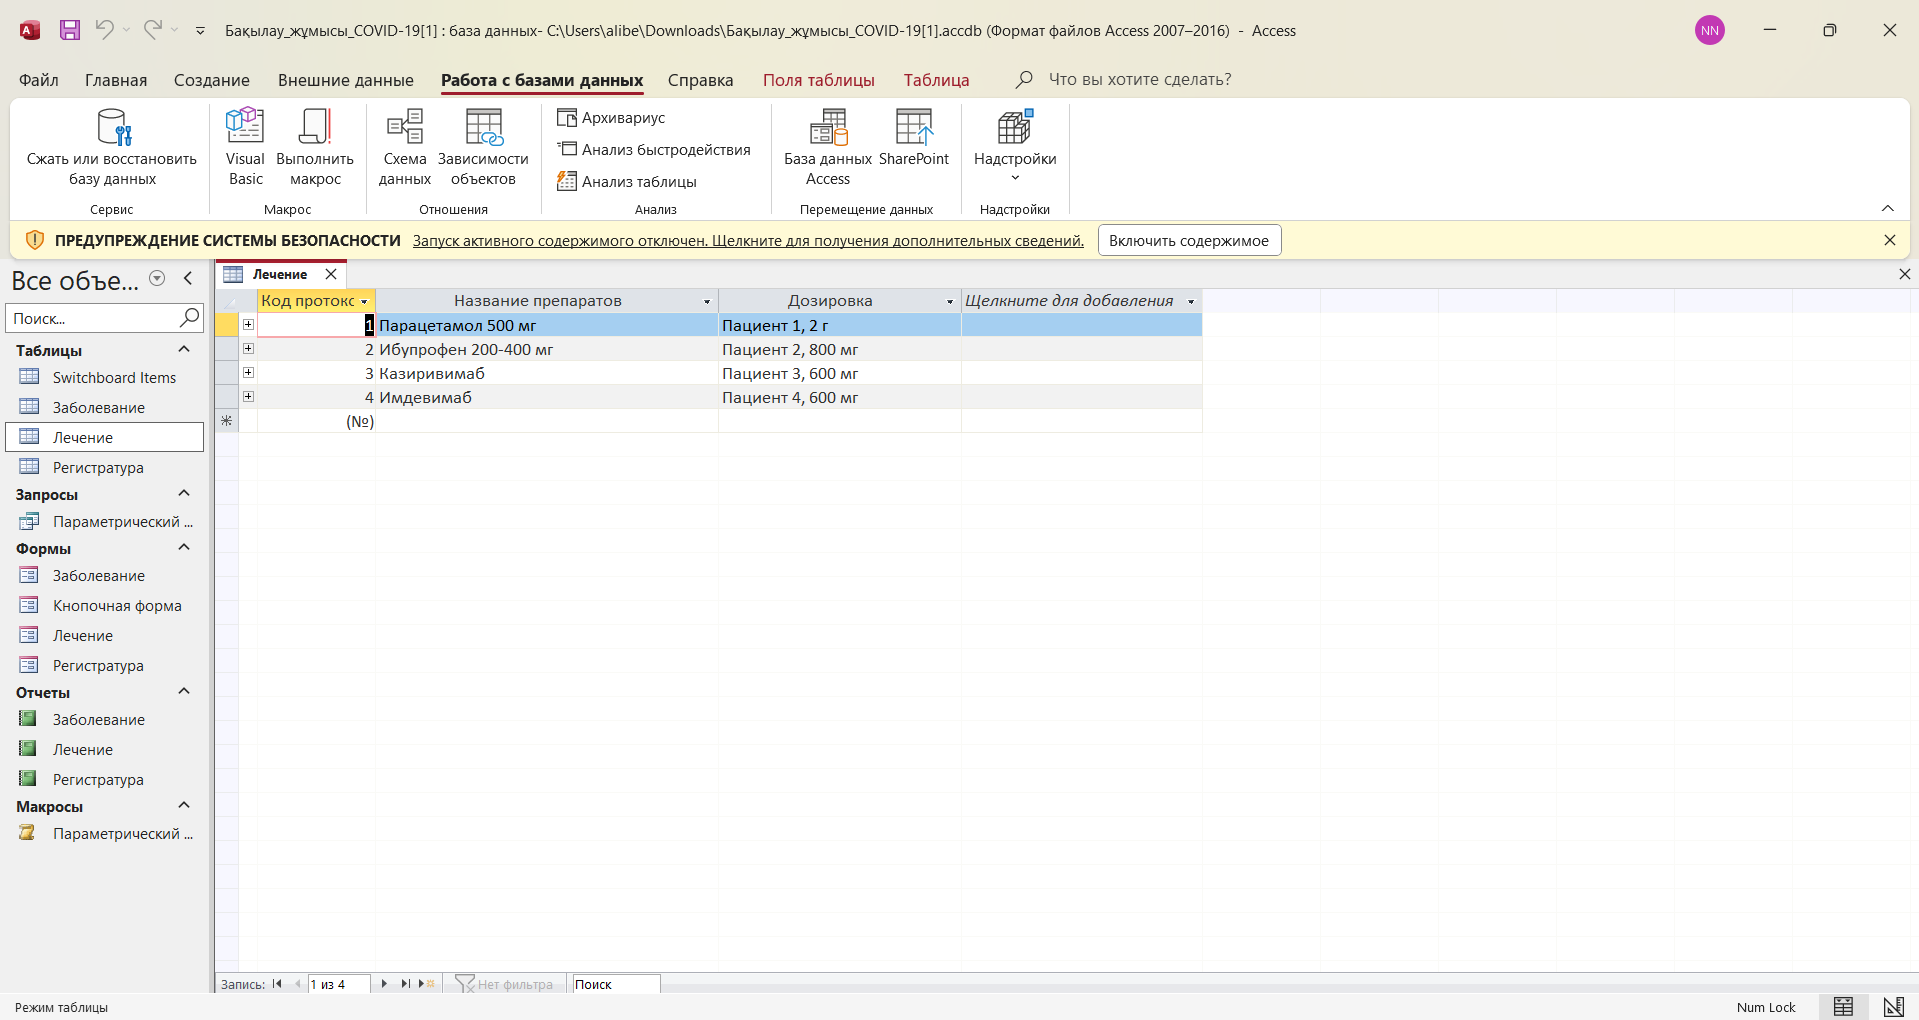 Бақылау_жұмысы_COVID-19[1] : база данных- C:\Users\alibe\Downloads\Бақылау_жұмысы_COVID-19[1].accdb (Формат файлов Access 2007–2016) - Access
NN
Файл Главная Создание Внешние данные Работа с базами данных Справка Поля таблицы Таблица Что вы хотите сделать?
Сжать или восстановить
базу данных
Сервис
Visual
Basic
Выполнить
макрос
Макрос
Схема
данных
Зависимости
объектов
Отношения
Архивариус
Анализ быстродействия
Анализ таблицы
Анализ
База данных
Access
SharePoint
Перемещение данных
Надстройки
Надстройки
ПРЕДУПРЕЖДЕНИЕ СИСТЕМЫ БЕЗОПАСНОСТИ Запуск активного содержимого отключен. Щелкните для получения дополнительных сведений. Включить содержимое
Все объе...
Поиск...
Таблицы
Switchboard Items
Заболевание
Лечение
Регистратура
Запросы
Параметрический ...
Формы
Заболевание
Кнопочная форма
Лечение
Регистратура
Отчеты
Заболевание
Лечение
Регистратура
Макросы
Параметрический ...
Лечение
Код протокс Название препаратов Дозировка Щелкните для добавления
1 Парацетамол 500 мг Пациент 1, 2 г
2 Ибупрофен 200-400 мг Пациент 2, 800 мг
3 Казиривимаб Пациент 3, 600 мг
4 Имдевимаб Пациент 4, 600 мг
(№)
Запись: 1 из 4 Нет фильтра Поиск
Режим таблицы Num Lock